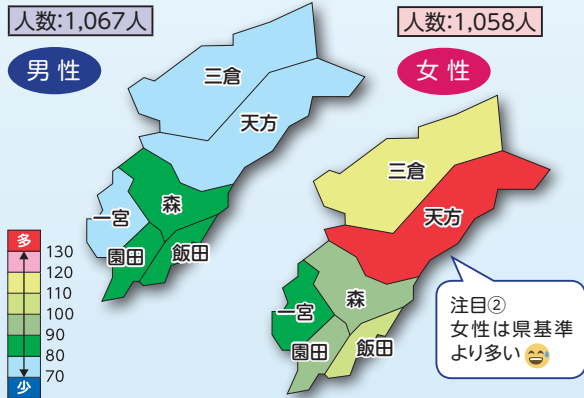 人数:1,067人
男性
三倉
天方
森
一宮
園田
飯田
人数:1,058人
女性
三倉
天方
森
一宮
園田
飯田
多
130
120
110
100
90
80
70
少
注目②
女性は県基準
より多い😅